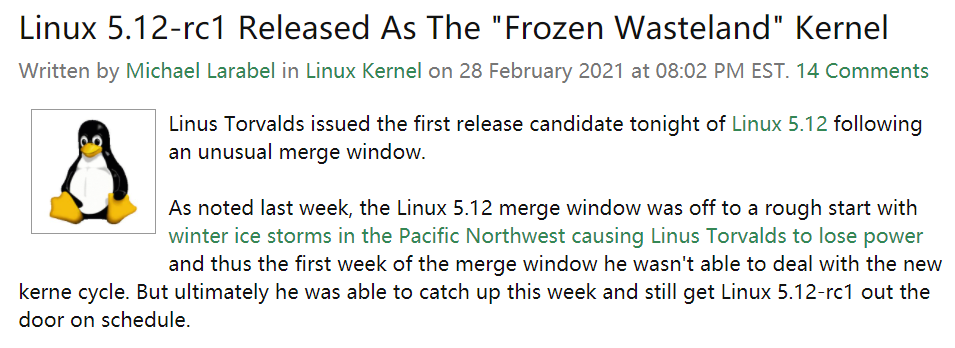 Linux 5.12-rc1 Released As The "Frozen Wasteland" Kernel
Written by Michael Larabel in Linux Kernel on 28 February 2021 at 08:02 PM EST. 14 Comments
Linus Torvalds issued the first release candidate tonight of Linux 5.12 following
an unusual merge window.
As noted last week, the Linux 5.12 merge window was off to a rough start with
winter ice storms in the Pacific Northwest causing Linus Torvalds to lose power
and thus the first week of the merge window he wasn't able to deal with the new
kerne cycle. But ultimately he was able to catch up this week and still get Linux 5.12-rc1 out the
door on schedule.